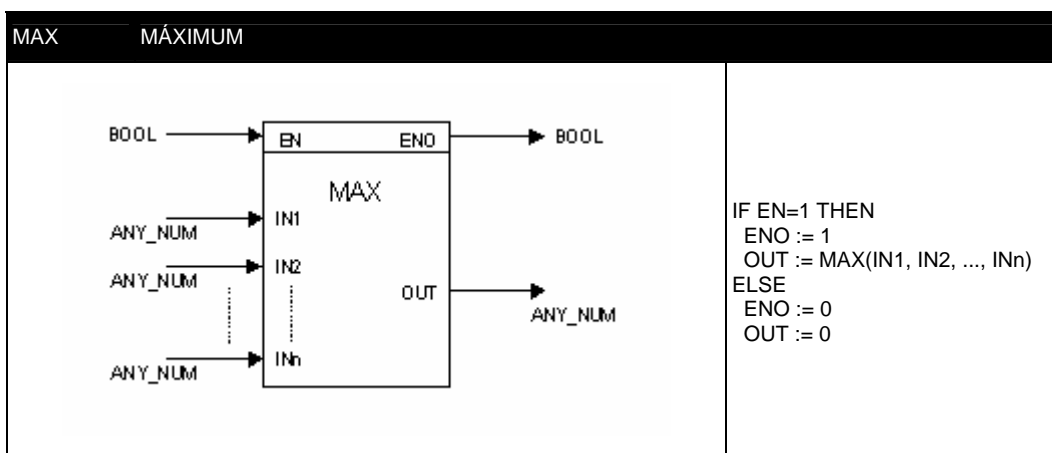 MAX MÁXIMUM
BOOL EN ENO BOOL
MAX
ANY_NUM IN1
ANY_NUM IN2
OUT
ANY_NUM
ANY_NUM INn
IF EN=1 THEN
ENO := 1
OUT := MAX(IN1, IN2, ..., INn)
ELSE
ENO := 0
OUT := 0